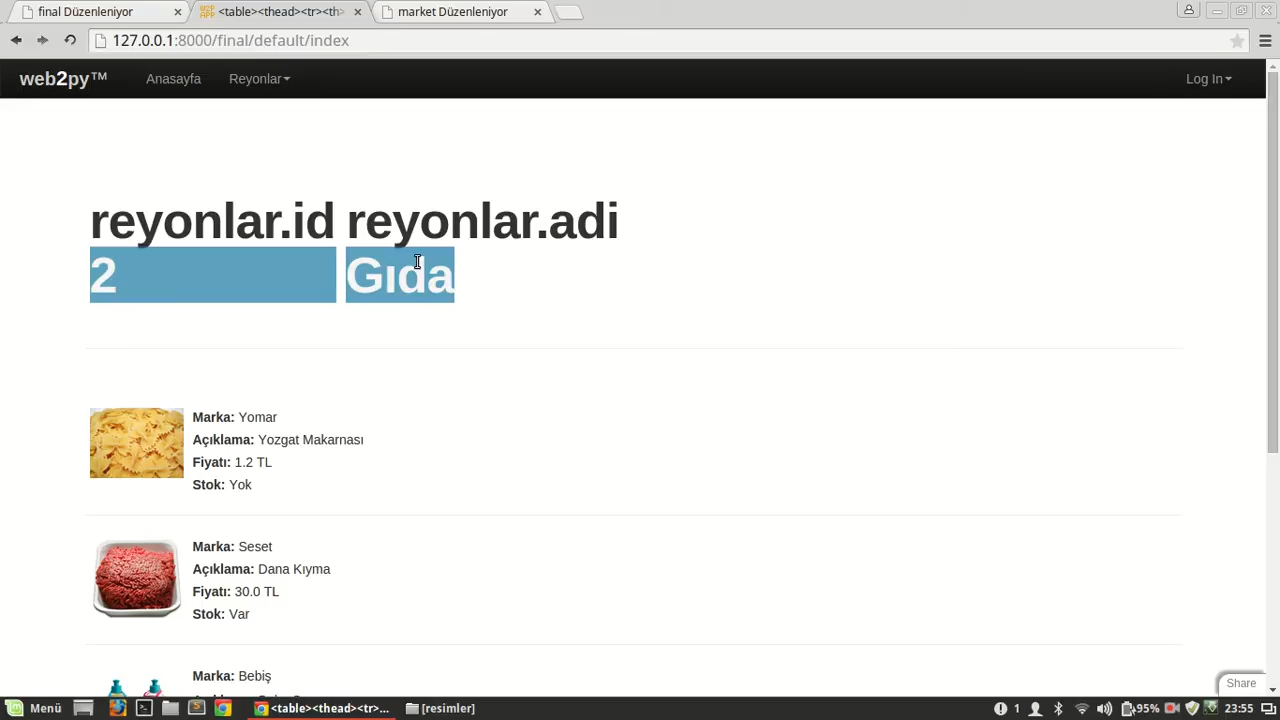 final Düzenleniyor
<table><thead><tr><th>
market Düzenleniyor
127.0.0.1:8000/final/default/index
web2py™ Anasayfa Reyonlar Log In
reyonlar.id reyonlar.adi
2 Gıda
Marka: Yomar
Açıklama: Yozgat Makarnası
Fiyatı: 1.2 TL
Stok: Yok
Marka: Seset
Açıklama: Dana Kıyma
Fiyatı: 30.0 TL
Stok: Var
Marka: Bebiş
Share
Menü <table><thead><tr>... [resimler] 1 95% 23:55